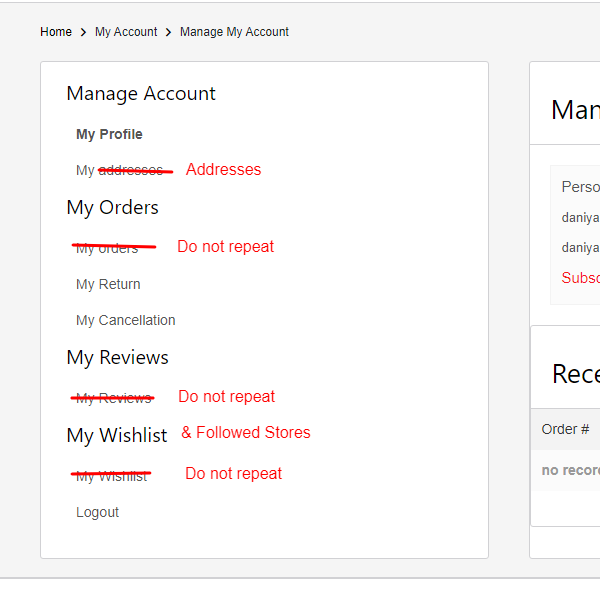 Home > My Account > Manage My Account
Manage Account
My Profile
My addresses Addresses
My Orders
My orders Do not repeat
My Return
My Cancellation
My Reviews
My Reviews Do not repeat
My Wishlist & Followed Stores
My Wishlist Do not repeat
Logout
Man
Perso
daniya
daniya
Subsc
Rece
Order #
no recor